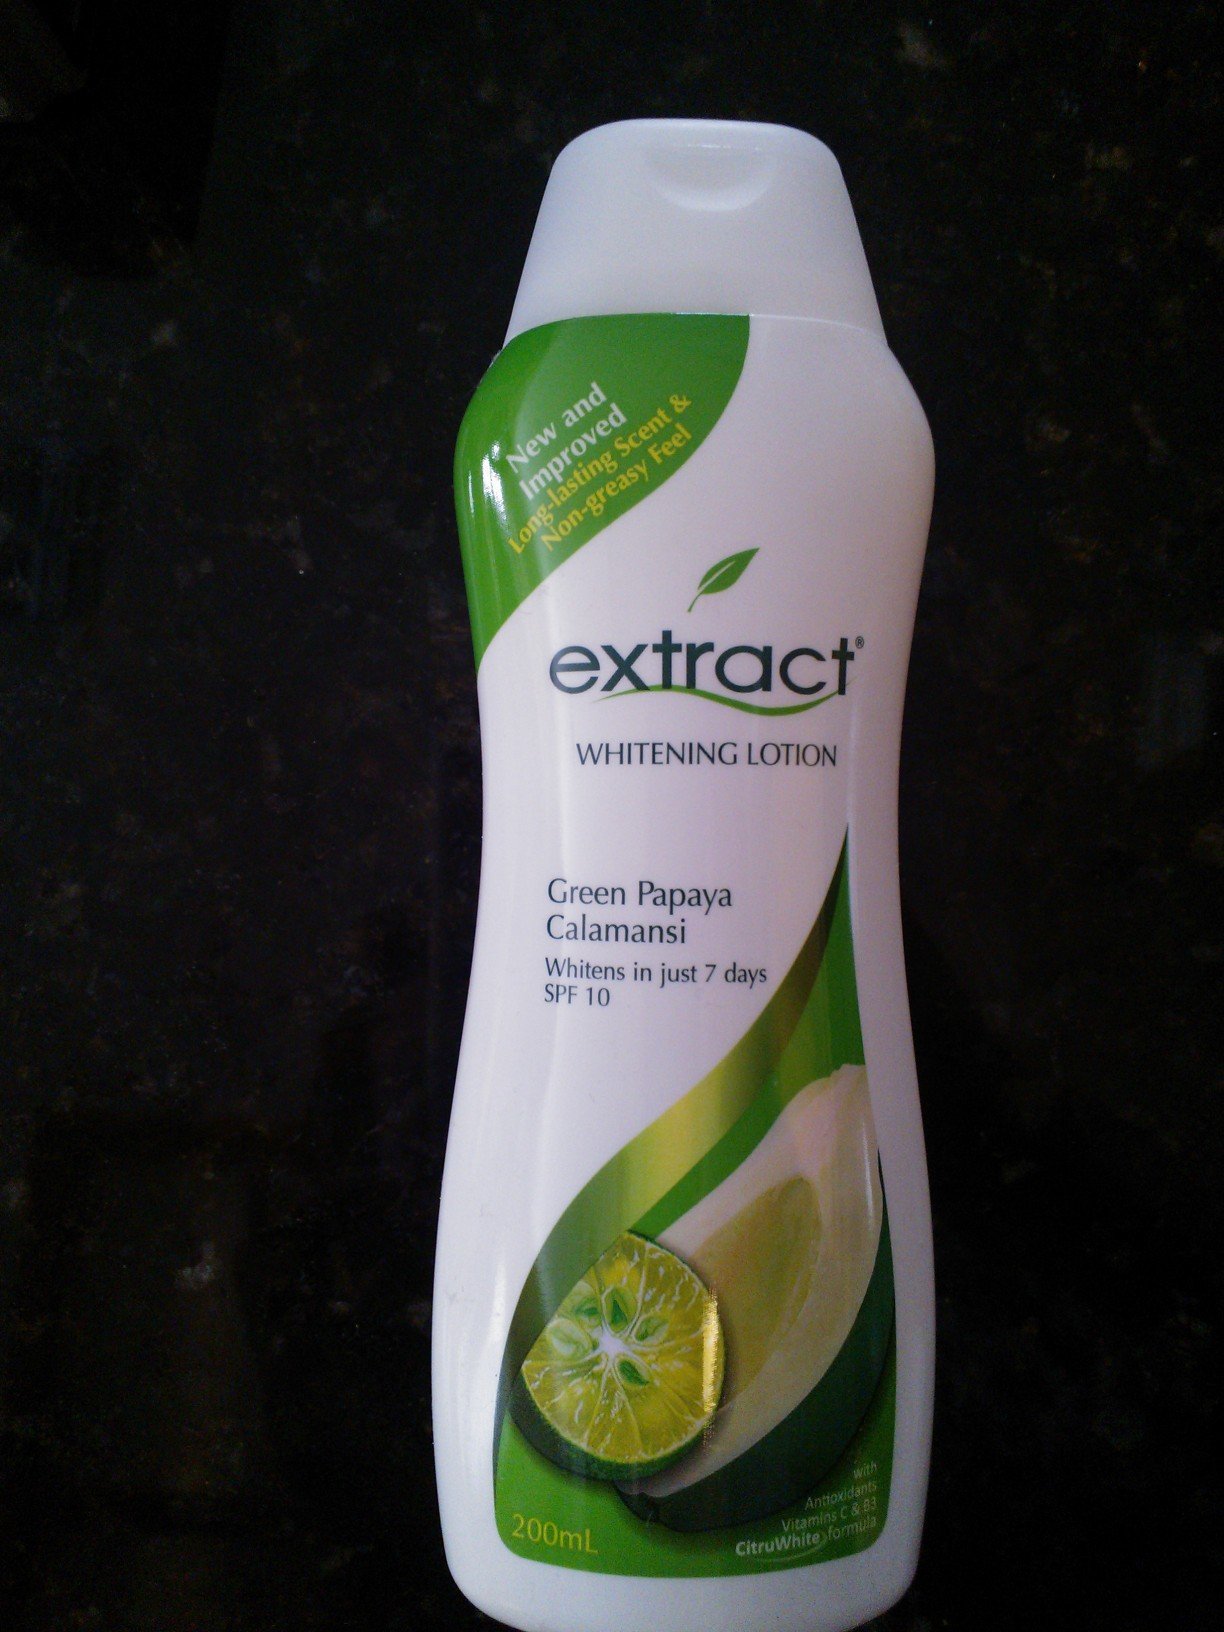 New and
Improved
Long-lasting Scent &
Non-greasy Feel
extract®
WHITENING LOTION
Green Papaya
Calamansi
Whitens in just 7 days
SPF 10
200mL
with
Antioxidants
Vitamins C & B3
CitruWhite formula